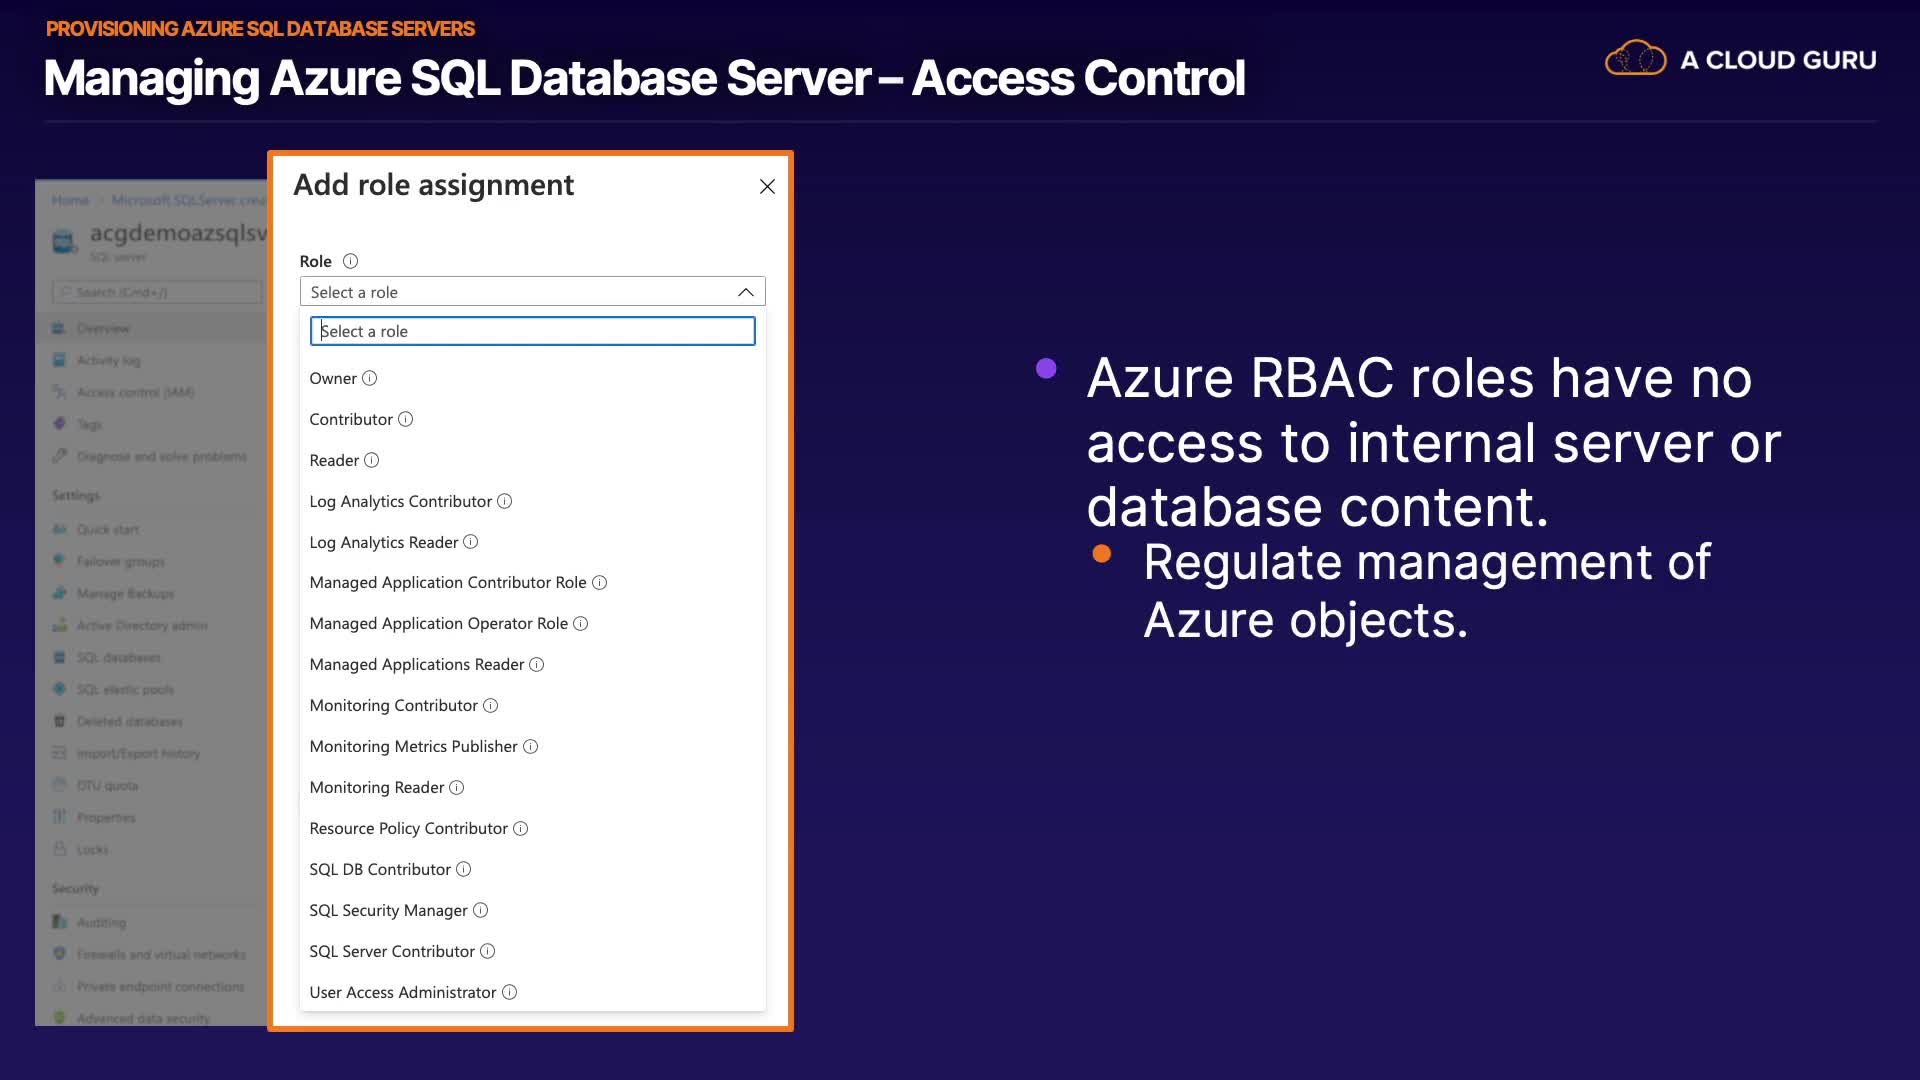 PROVISIONING AZURE SQL DATABASE SERVERS
Managing Azure SQL Database Server – Access Control
A CLOUD GURU
Home > Microsoft.SQLServer.crea
acgdemoazsqlsv
SQL server
Search (Cmd+/)
Overview
Activity log
Access control (IAM)
Tags
Diagnose and solve problems
Settings
Quick start
Failover groups
Manage Backups
Active Directory admin
SQL databases
SQL elastic pools
Deleted databases
Import/Export history
DTU quota
Properties
Locks
Security
Auditing
Firewalls and virtual networks
Private endpoint connections
Advanced data security
Add role assignment
Role
Select a role
Select a role
Owner
Contributor
Reader
Log Analytics Contributor
Log Analytics Reader
Managed Application Contributor Role
Managed Application Operator Role
Managed Applications Reader
Monitoring Contributor
Monitoring Metrics Publisher
Monitoring Reader
Resource Policy Contributor
SQL DB Contributor
SQL Security Manager
SQL Server Contributor
User Access Administrator
Azure RBAC roles have no
access to internal server or
database content.
Regulate management of
Azure objects.